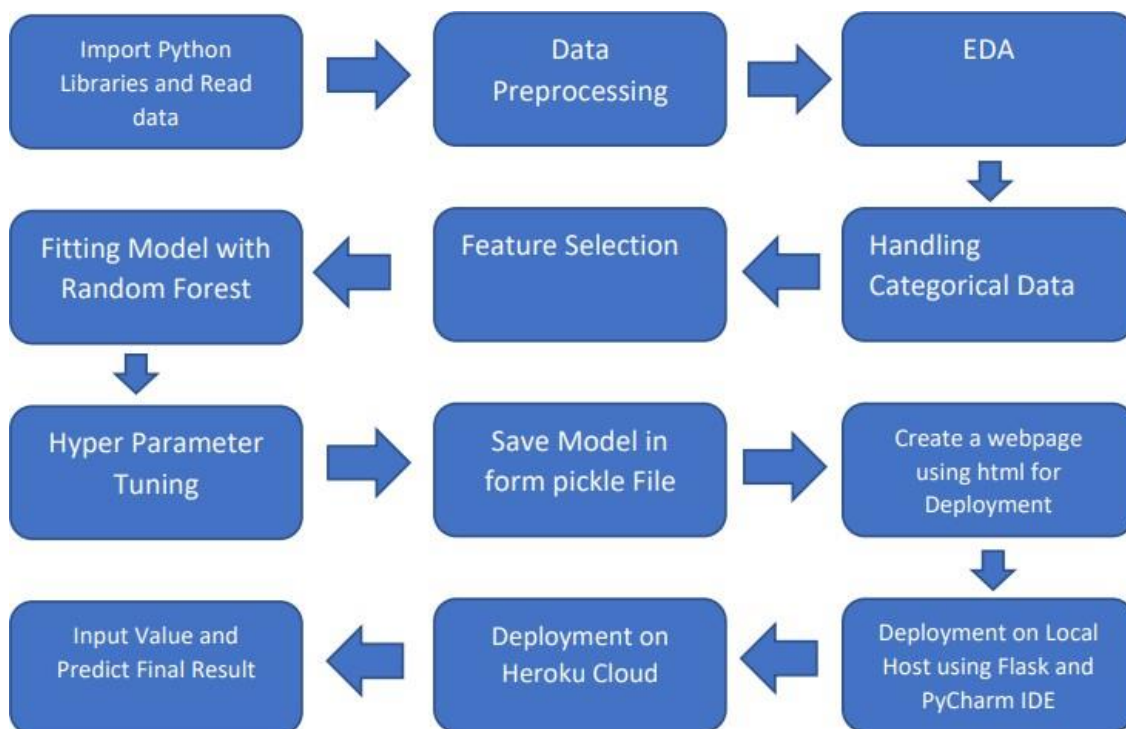 Import Python
Libraries and Read
data
Data
Preprocessing
EDA
Handling
Categorical Data
Feature Selection
Fitting Model with
Random Forest
Hyper Parameter
Tuning
Save Model in
form pickle File
Create a webpage
using html for
Deployment
Deployment on Local
Host using Flask and
PyCharm IDE
Deployment on
Heroku Cloud
Input Value and
Predict Final Result